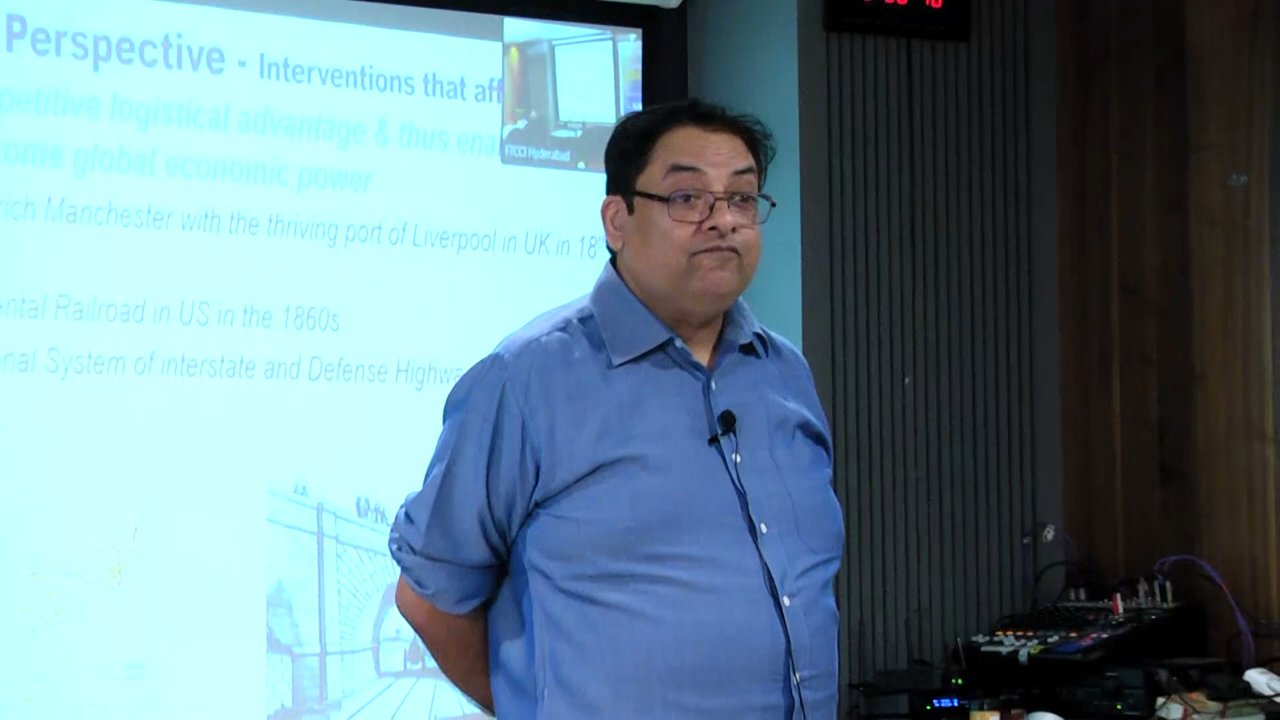 Perspective - Interventions that aff
petitive logistical advantage & thus ena
come global economic power
nch Manchester with the thriving port of Liverpool in UK in 18
ental Railroad in US in the 1860s
onal System of interstate and Defense Highwa
FTCCI Hyderabad